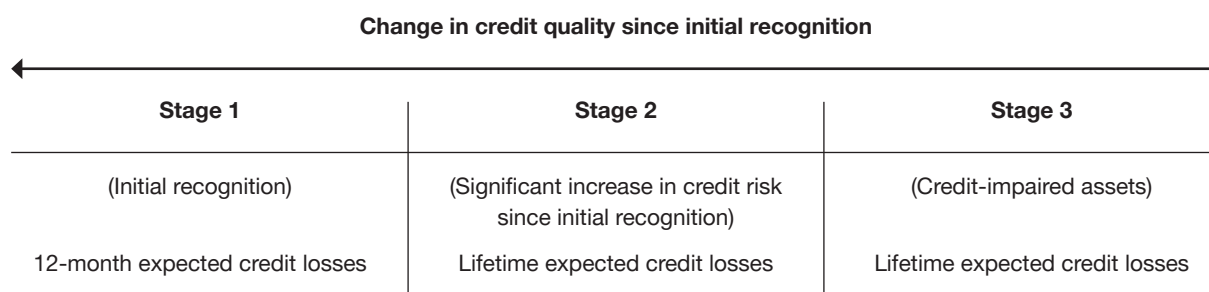 Change in credit quality since initial recognition
Stage 1
Stage 2
Stage 3
(Initial recognition)
(Significant increase in credit risk
since initial recognition)
(Credit-impaired assets)
12-month expected credit losses
Lifetime expected credit losses
Lifetime expected credit losses